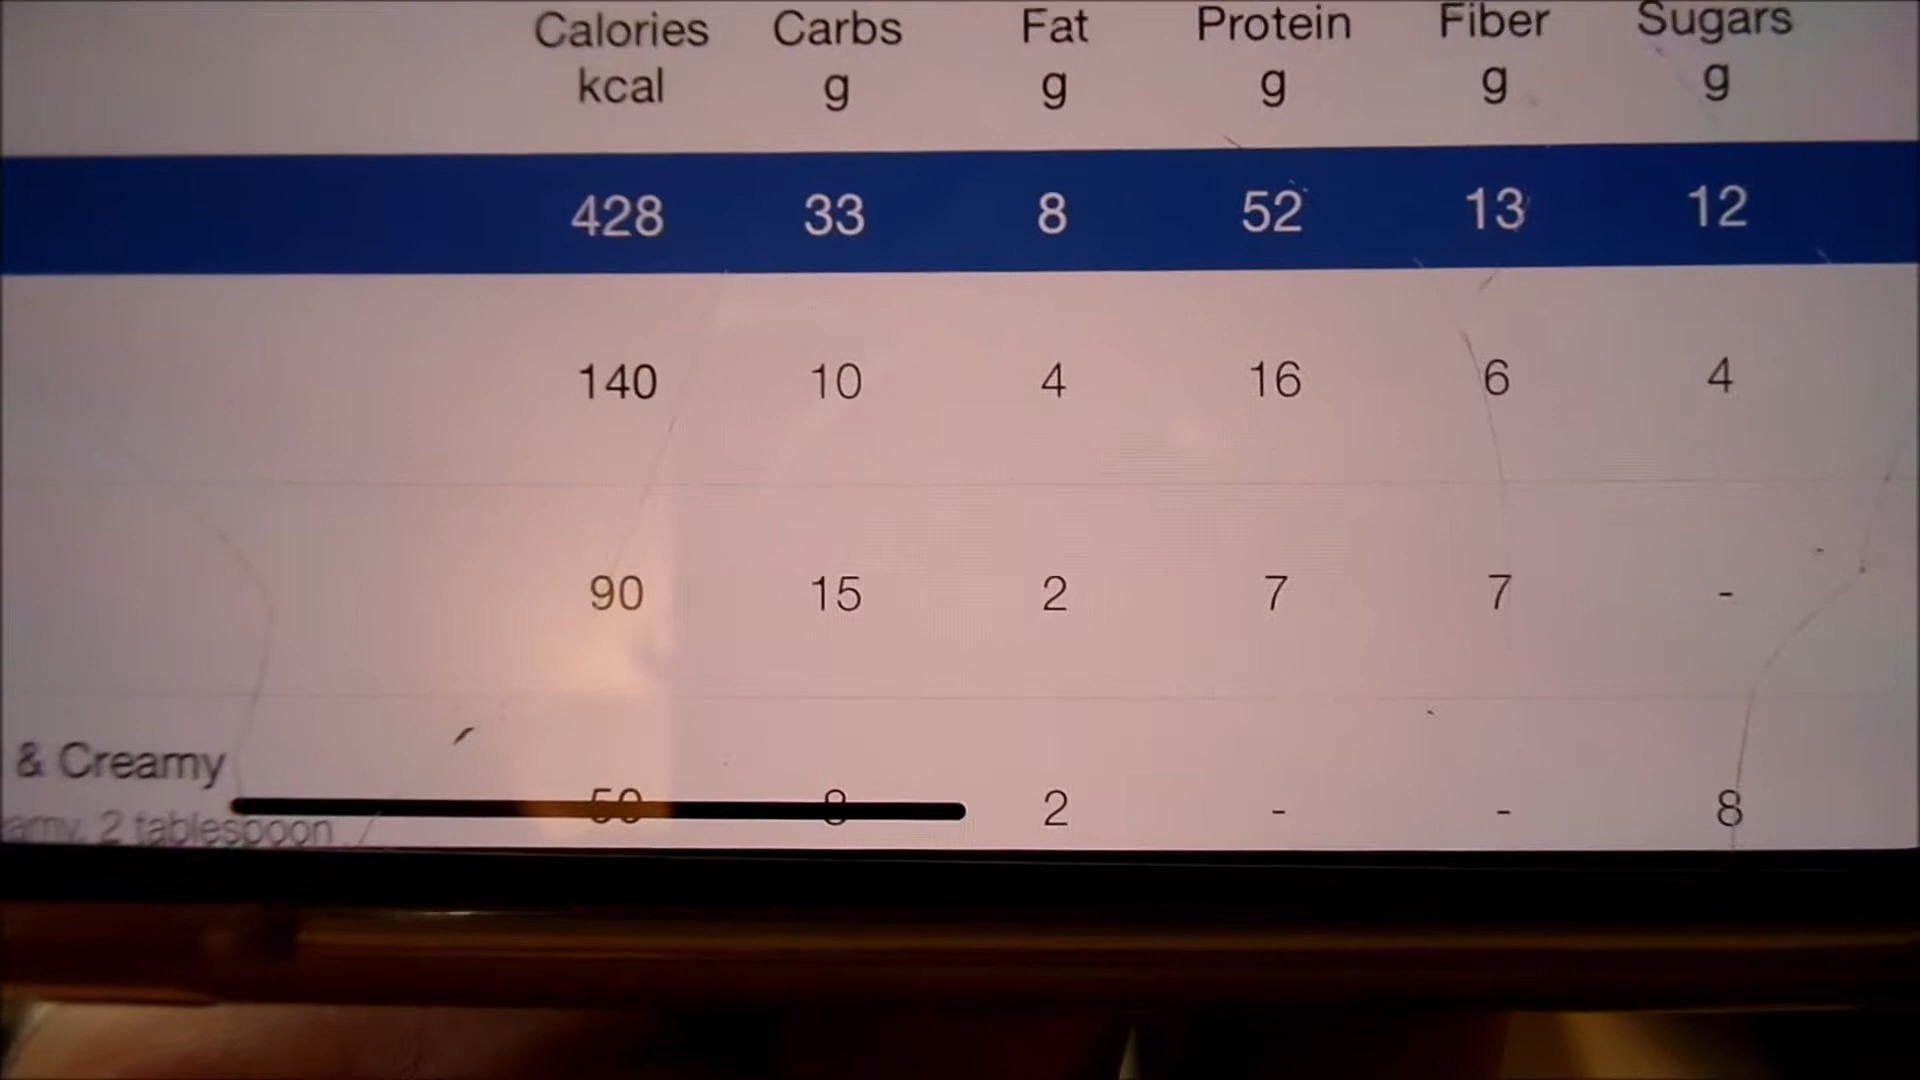 Calories Carbs Fat Protein Fiber Sugars
kcal g g g g g
428 33 8 52 13 12
140 10 4 16 6 4
90 15 2 7 7 -
& Creamy
50 8 2 - - 8
amy, 2 tablespoon